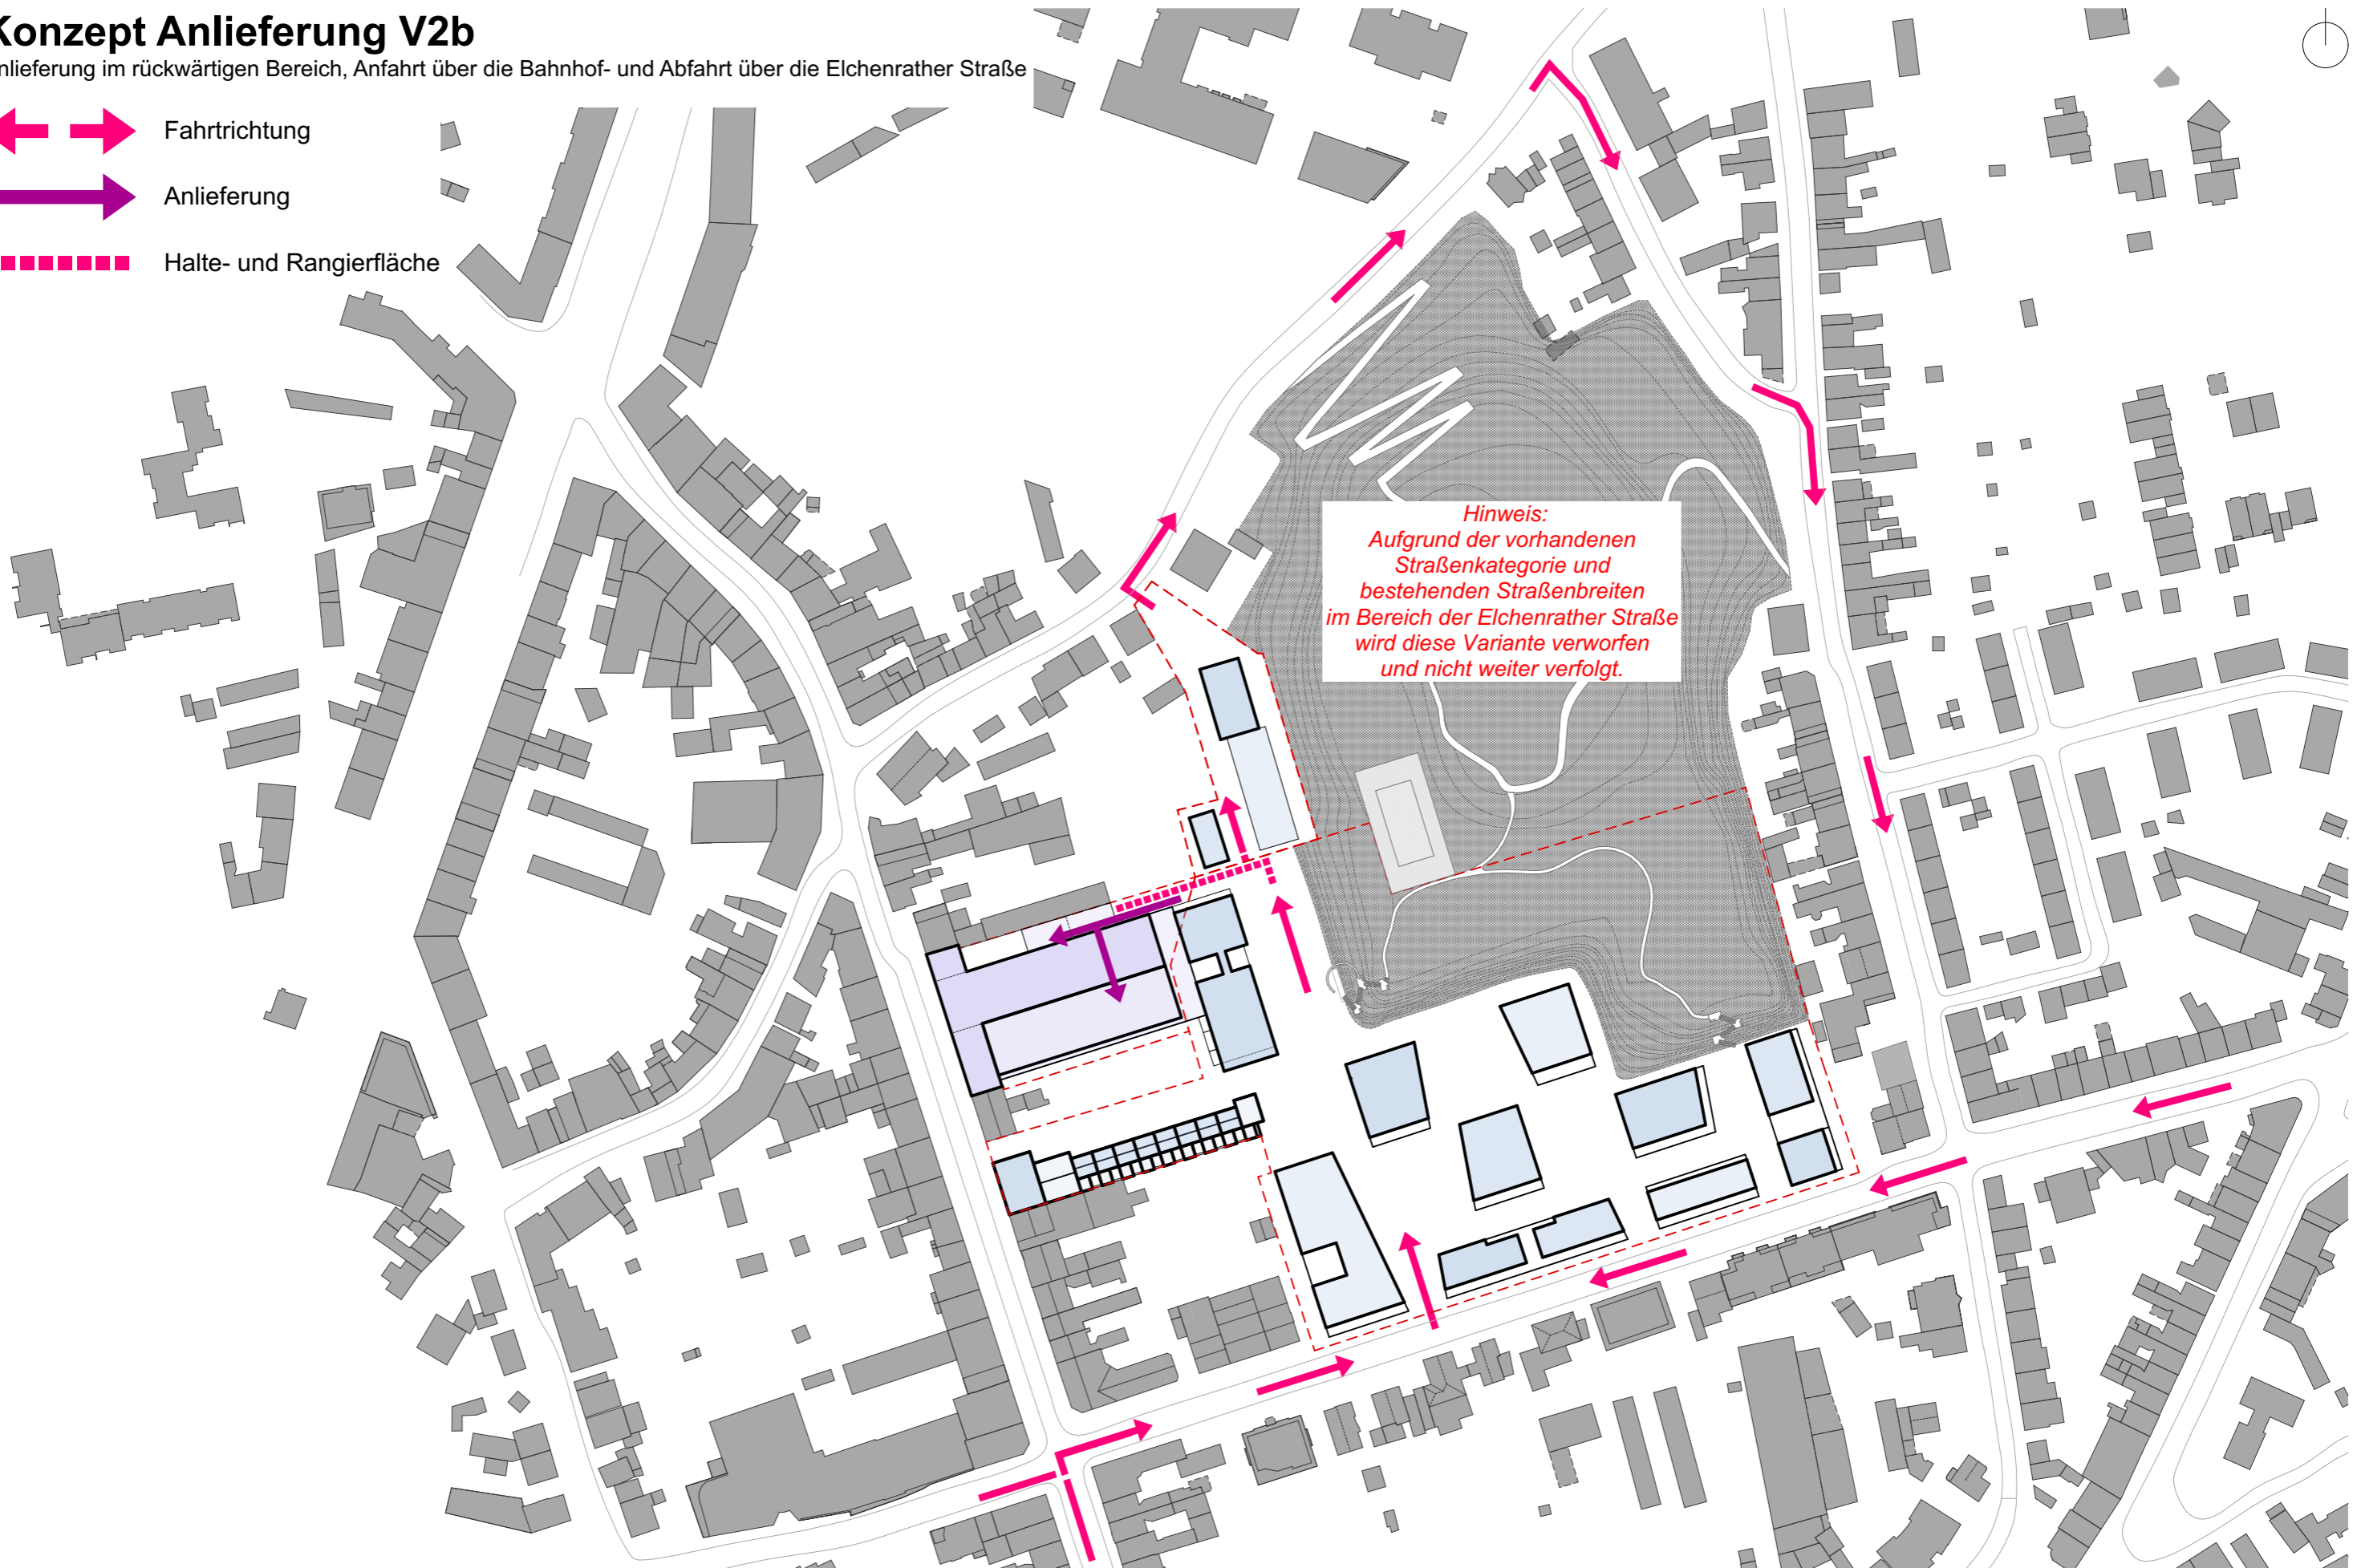 Konzept Anlieferung V2b
nlieferung im rückwärtigen Bereich, Anfahrt über die Bahnhof- und Abfahrt über die Elchenrather Straße
Fahrtrichtung
Anlieferung
Halte- und Rangierfläche
Hinweis:
Aufgrund der vorhandenen
Straßenkategorie und
bestehenden Straßenbreiten
im Bereich der Elchenrather Straße
wird diese Variante verworfen
und nicht weiter verfolgt.